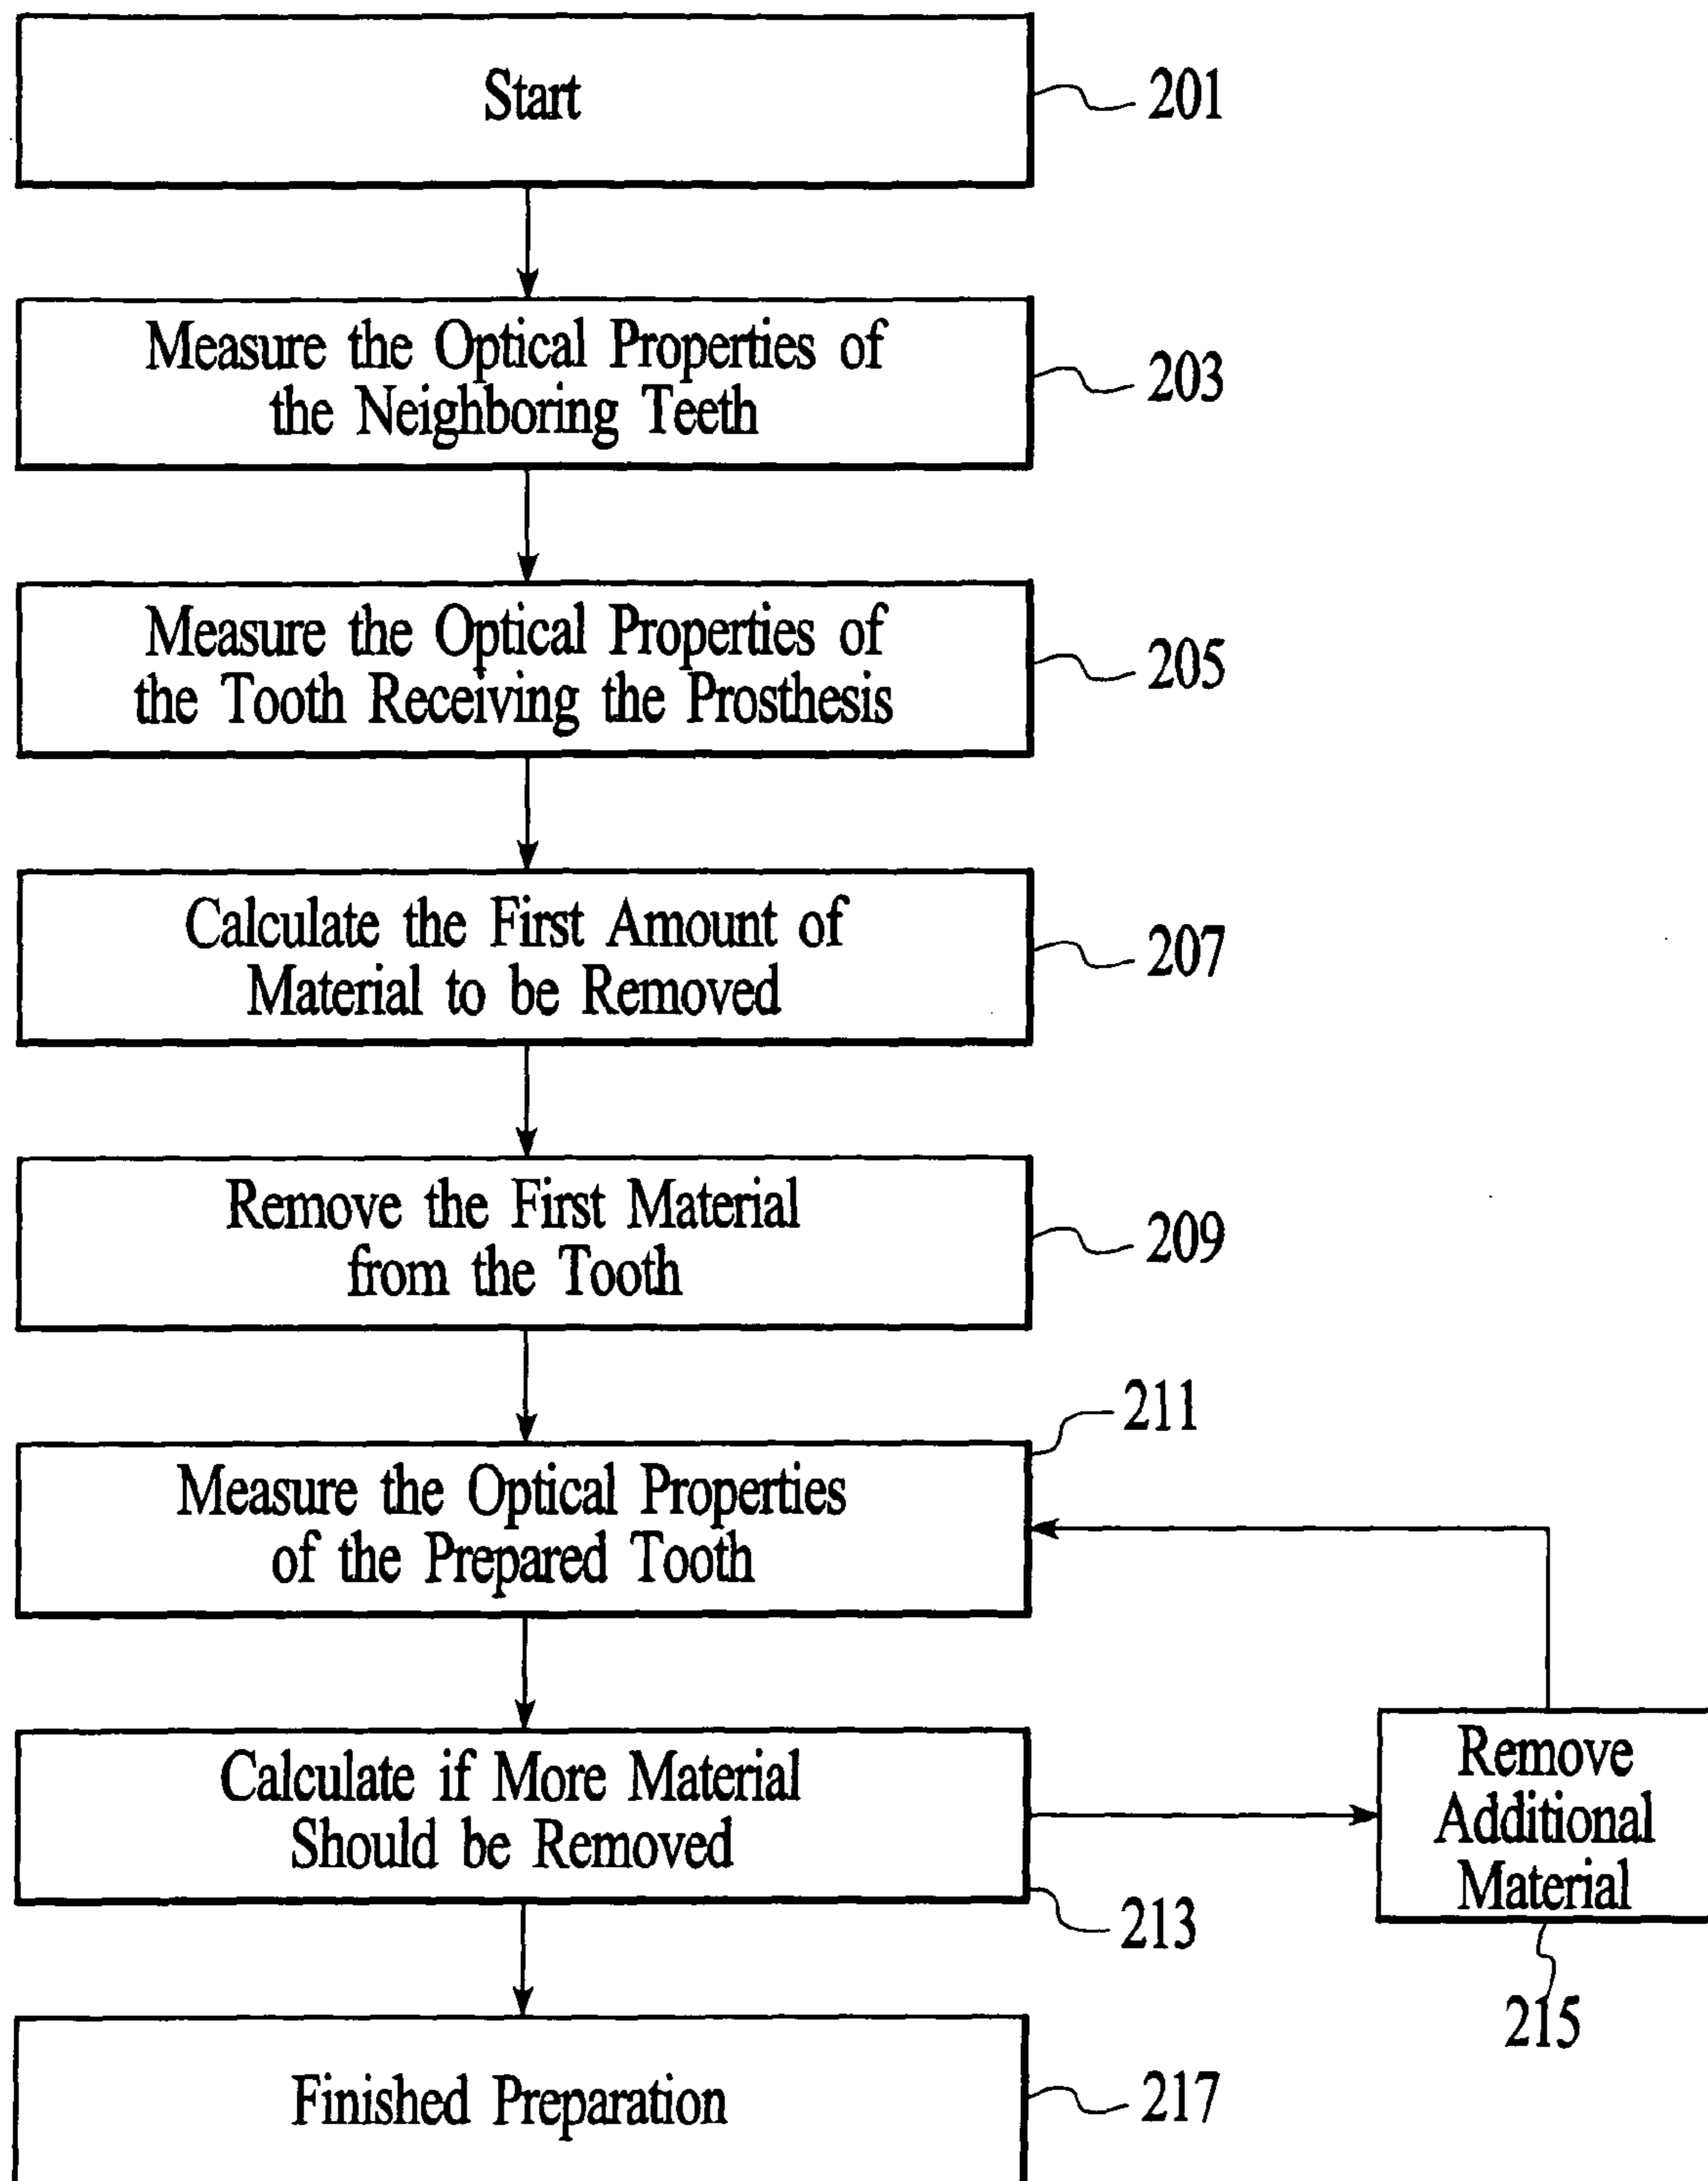 Start
201
Measure the Optical Properties of
the Neighboring Teeth
203
Measure the Optical Properties of
the Tooth Receiving the Prosthesis
205
Calculate the First Amount of
Material to be Removed
207
Remove the First Material
from the Tooth
209
211
Measure the Optical Properties
of the Prepared Tooth
Calculate if More Material
Should be Removed
213
Remove
Additional
Material
215
Finished Preparation
217